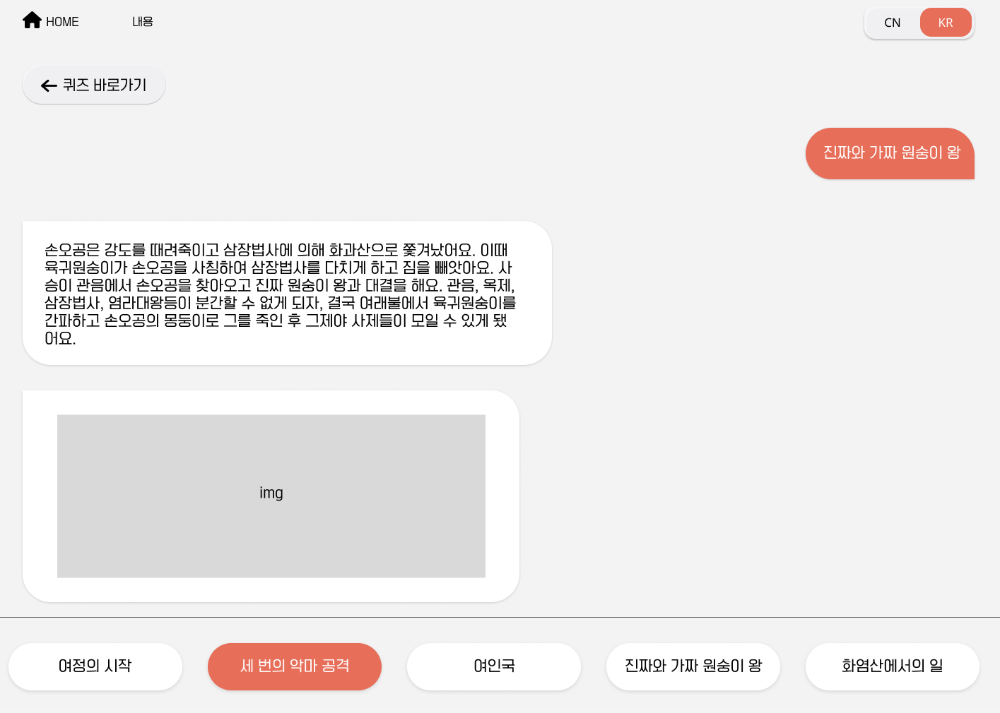 HOME
내용
CN
KR
퀴즈 바로가기
진짜와 가짜 원숭이 왕
손오공은 강도를 때려죽이고 삼장법사에 의해 화과산으로 쫓겨났어요. 이때
육귀원숭이가 손오공을 사칭하여 삼장법사를 다치게 하고 짐을 빼앗아요. 사
승이 관음에서 손오공을 찾아오고 진짜 원숭이 왕과 대결을 해요. 관음, 옥제,
삼장법사, 염라대왕등이 분간할 수 없게 되자, 결국 여래불에서 육귀원숭이를
간파하고 손오공의 몽둥이로 그를 죽인 후 그제야 사제들이 모일 수 있게 됐
어요.
img
여정의 시작
세 번의 악마 공격
여인국
진짜와 가짜 원숭이 왕
화염산에서의 일